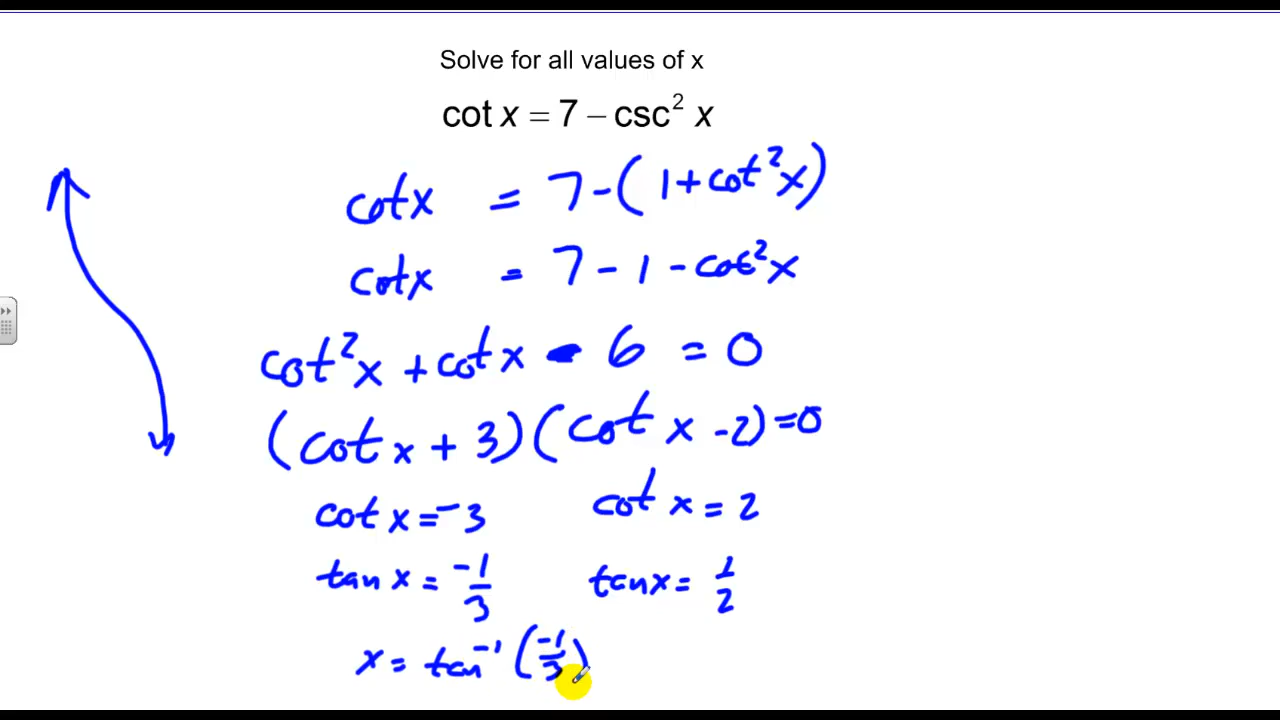 Solve for all values of x
cot x = 7 − csc² x
cotx = 7-(1+cot²x)
cotx = 7-1-cot²x
cot²x + cotx - 6 = 0
(cot x + 3)(cot x -2)=0
cot x = -3 cot x = 2
tan x = -1/3 tanx = 1/2
x = tan⁻¹(-1/3)